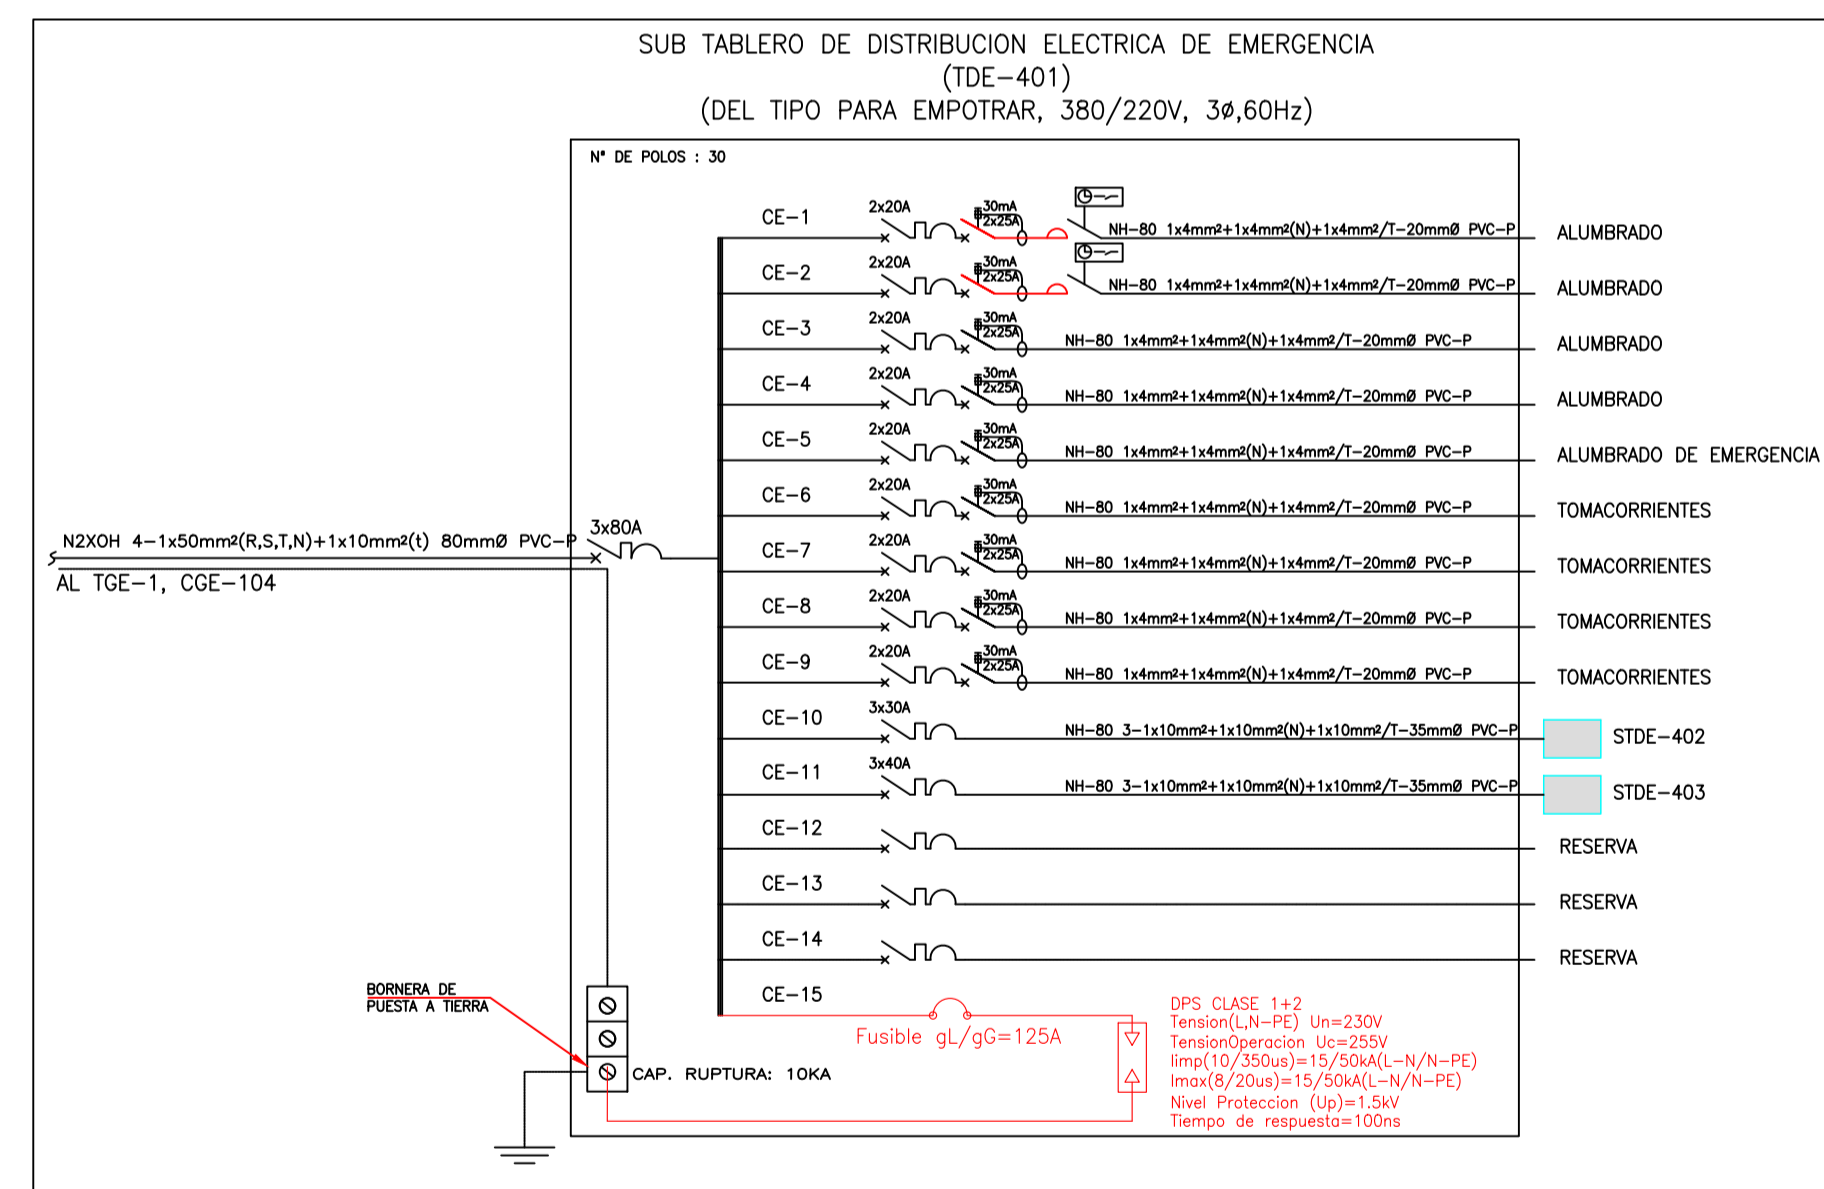 SUB TABLERO DE DISTRIBUCION ELECTRICA DE EMERGENCIA
(TDE-401)
(DEL TIPO PARA EMPOTRAR, 380/220V, 3ø,60Hz)
N° DE POLOS : 30
CE-1 2x20A 30mA 2x25A NH-80 1x4mm²+1x4mm²(N)+1x4mm²/T-20mmØ PVC-P ALUMBRADO
CE-2 2x20A 30mA 2x25A NH-80 1x4mm²+1x4mm²(N)+1x4mm²/T-20mmØ PVC-P ALUMBRADO
CE-3 2x20A 30mA 2x25A NH-80 1x4mm²+1x4mm²(N)+1x4mm²/T-20mmØ PVC-P ALUMBRADO
CE-4 2x20A 30mA 2x25A NH-80 1x4mm²+1x4mm²(N)+1x4mm²/T-20mmØ PVC-P ALUMBRADO
CE-5 2x20A 30mA 2x25A NH-80 1x4mm²+1x4mm²(N)+1x4mm²/T-20mmØ PVC-P ALUMBRADO DE EMERGENCIA
CE-6 2x20A 30mA 2x25A NH-80 1x4mm²+1x4mm²(N)+1x4mm²/T-20mmØ PVC-P TOMACORRIENTES
N2XOH 4-1x50mm²(R,S,T,N)+1x10mm²(t) 80mmØ PVC-P 3x80A
AL TGE-1, CGE-104
CE-7 2x20A 30mA 2x25A NH-80 1x4mm²+1x4mm²(N)+1x4mm²/T-20mmØ PVC-P TOMACORRIENTES
CE-8 2x20A 30mA 2x25A NH-80 1x4mm²+1x4mm²(N)+1x4mm²/T-20mmØ PVC-P TOMACORRIENTES
CE-9 2x20A 30mA 2x25A NH-80 1x4mm²+1x4mm²(N)+1x4mm²/T-20mmØ PVC-P TOMACORRIENTES
CE-10 3x30A NH-80 3-1x10mm²+1x10mm²(N)+1x10mm²/T-35mmØ PVC-P STDE-402
CE-11 3x40A NH-80 3-1x10mm²+1x10mm²(N)+1x10mm²/T-35mmØ PVC-P STDE-403
CE-12 RESERVA
CE-13 RESERVA
CE-14 RESERVA
CE-15
BORNERA DE
PUESTA A TIERRA
Fusible gL/gG=125A
CAP. RUPTURA: 10KA
DPS CLASE 1+2
Tension(L,N-PE) Un=230V
TensionOperacion Uc=255V
Iimp(10/350us)=15/50kA(L-N/N-PE)
Imax(8/20us)=15/50kA(L-N/N-PE)
Nivel Proteccion (Up)=1.5kV
Tiempo de respuesta=100ns